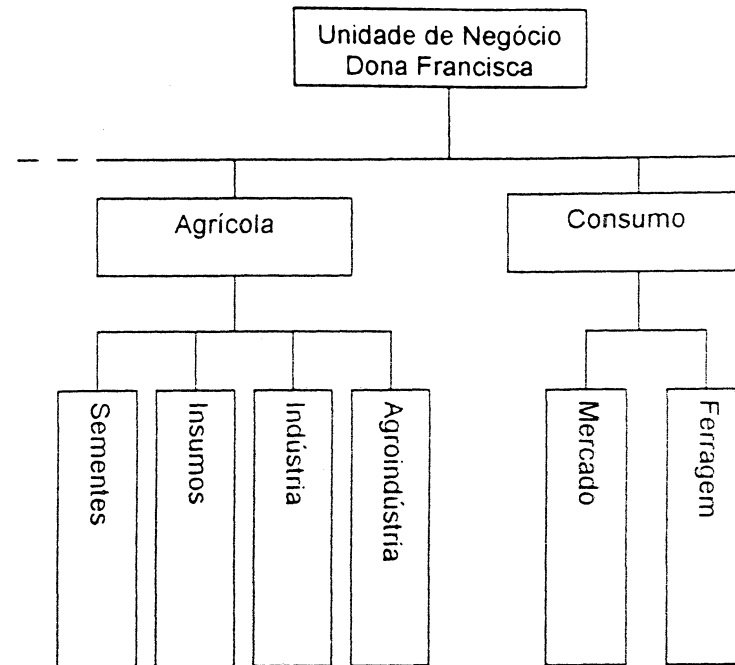 Unidade de Negócio
Dona Francisca
Agrícola
Consumo
Sementes
Insumos
Indústria
Agroindústria
Mercado
Ferragem